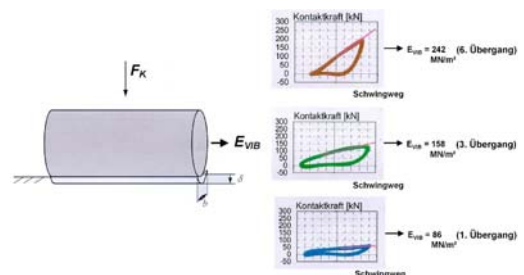 F_K
E_VIB
δ
b
Kontaktkraft [kN]
300
250
200
150
100
50
0
-50
Schwingweg
E_VIB = 242 (6. Übergang)
MN/m²
Kontaktkraft [kN]
300
250
200
150
100
50
0
-50
Schwingweg
E_VIB = 158 (3. Übergang)
MN/m²
Kontaktkraft [kN]
300
250
200
150
100
50
0
-50
Schwingweg
E_VIB = 86 (1. Übergang)
MN/m²